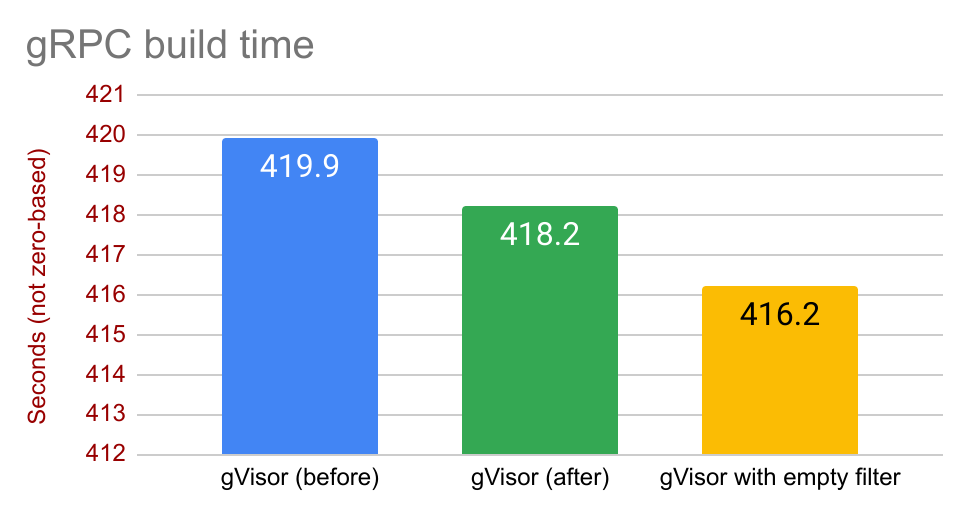 gRPC build time
421
420
419
418
417
416
415
414
413
412
Seconds (not zero-based)
419.9
418.2
416.2
gVisor (before)
gVisor (after)
gVisor with empty filter